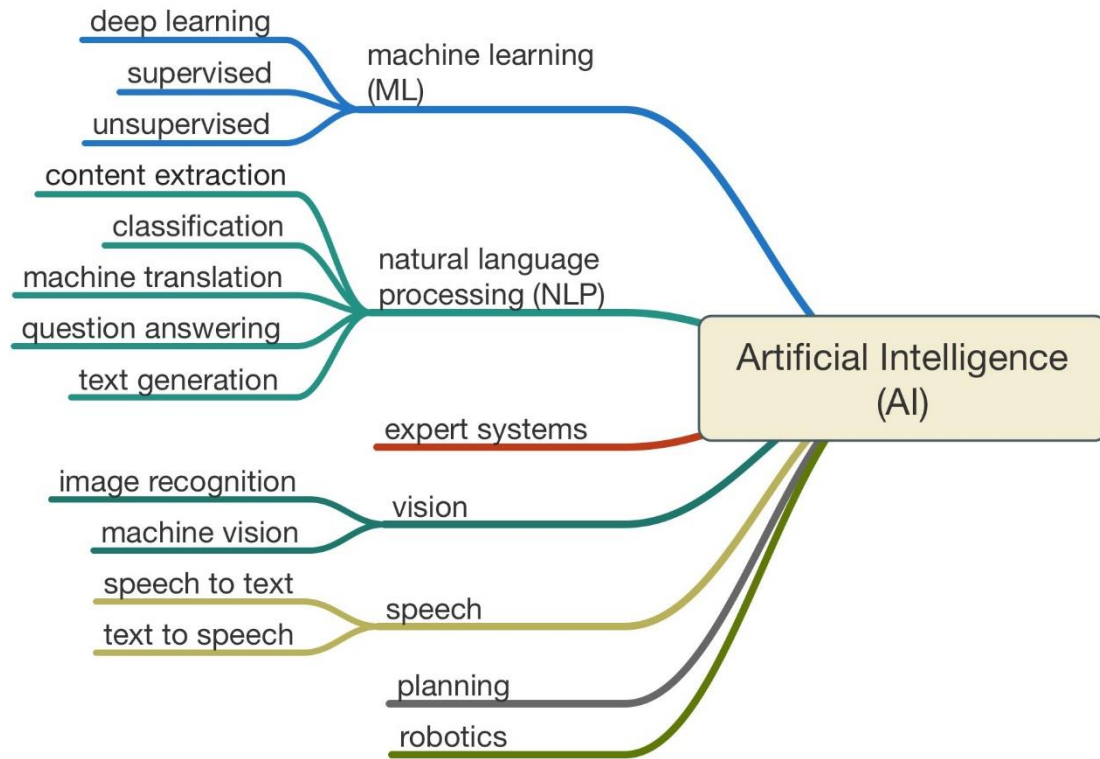 deep learning
supervised
unsupervised
machine learning
(ML)
content extraction
classification
machine translation
question answering
text generation
natural language
processing (NLP)
Artificial Intelligence
(AI)
expert systems
image recognition
machine vision
vision
speech to text
text to speech
speech
planning
robotics